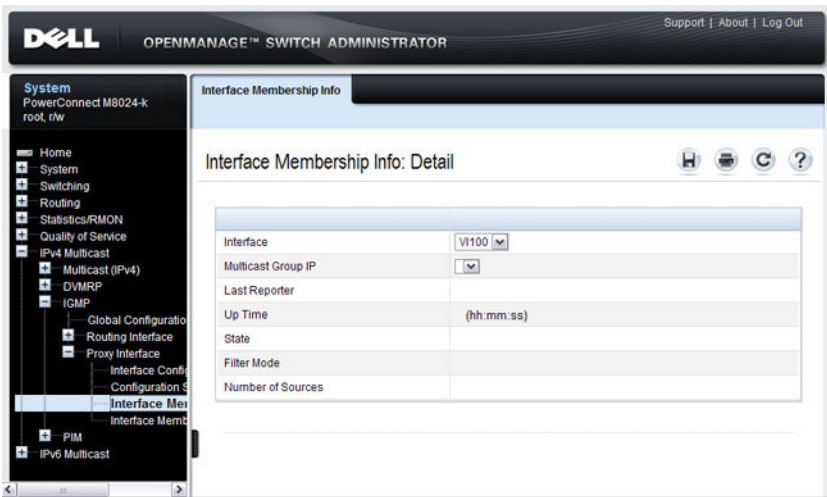 Support | About | Log Out
DELL
OPENMANAGE™ SWITCH ADMINISTRATOR
System
PowerConnect M8024-k
root, r/w
Interface Membership Info
Home
System
Switching
Routing
Statistics/RMON
Quality of Service
IPv4 Multicast
Multicast (IPv4)
DVMRP
IGMP
Global Configuratio
Routing Interface
Proxy Interface
Interface Confi
Configuration S
Interface Mer
Interface Memb
PIM
IPv6 Multicast
Interface Membership Info: Detail
Interface VI100
Multicast Group IP
Last Reporter
Up Time (hh:mm:ss)
State
Filter Mode
Number of Sources